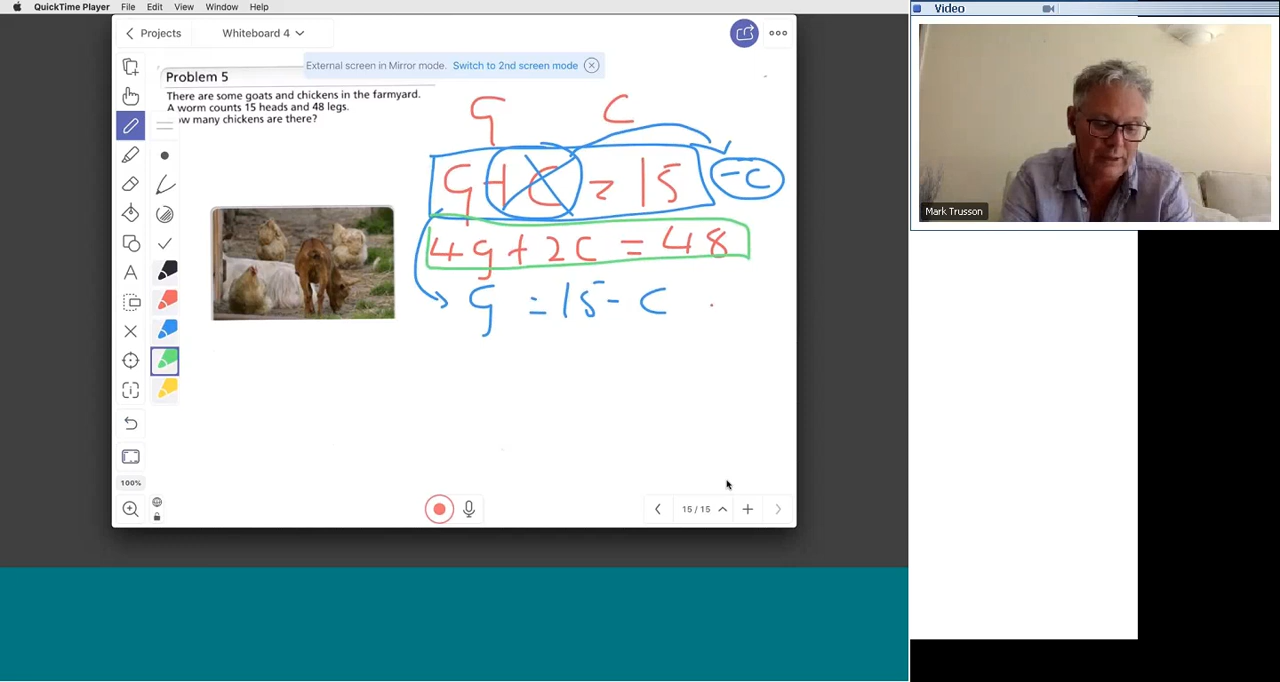 QuickTime Player File Edit View Window Help
Video
Projects
Whiteboard 4
External screen in Mirror mode. Switch to 2nd screen mode
Problem 5
There are some goats and chickens in the farmyard.
A worm counts 15 heads and 48 legs.
ow many chickens are there?
G C
G + C = 15 -C
4g + 2c = 48
G = 15 - C
Mark Trusson
A
100%
15 / 15